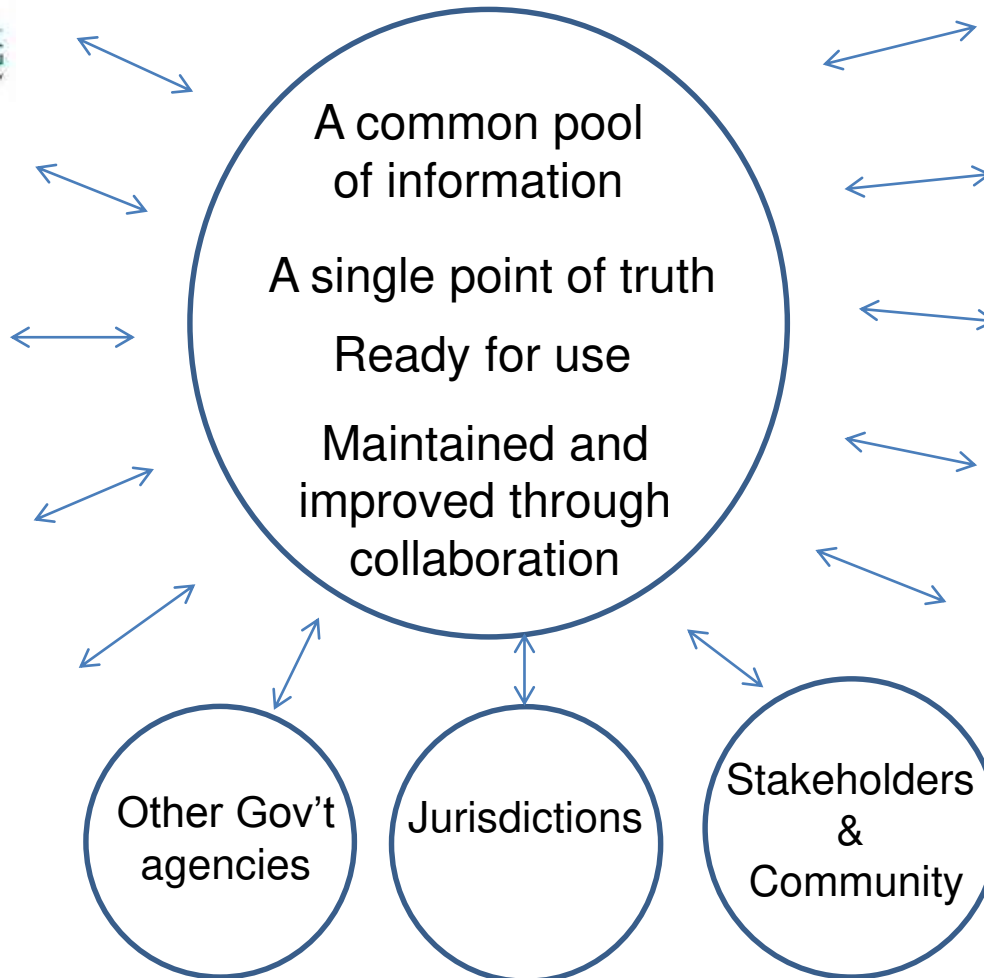 A common pool
of information
A single point of truth
Ready for use
Maintained and
improved through
collaboration
Other Gov’t
agencies
Jurisdictions
Stakeholders
&
Community